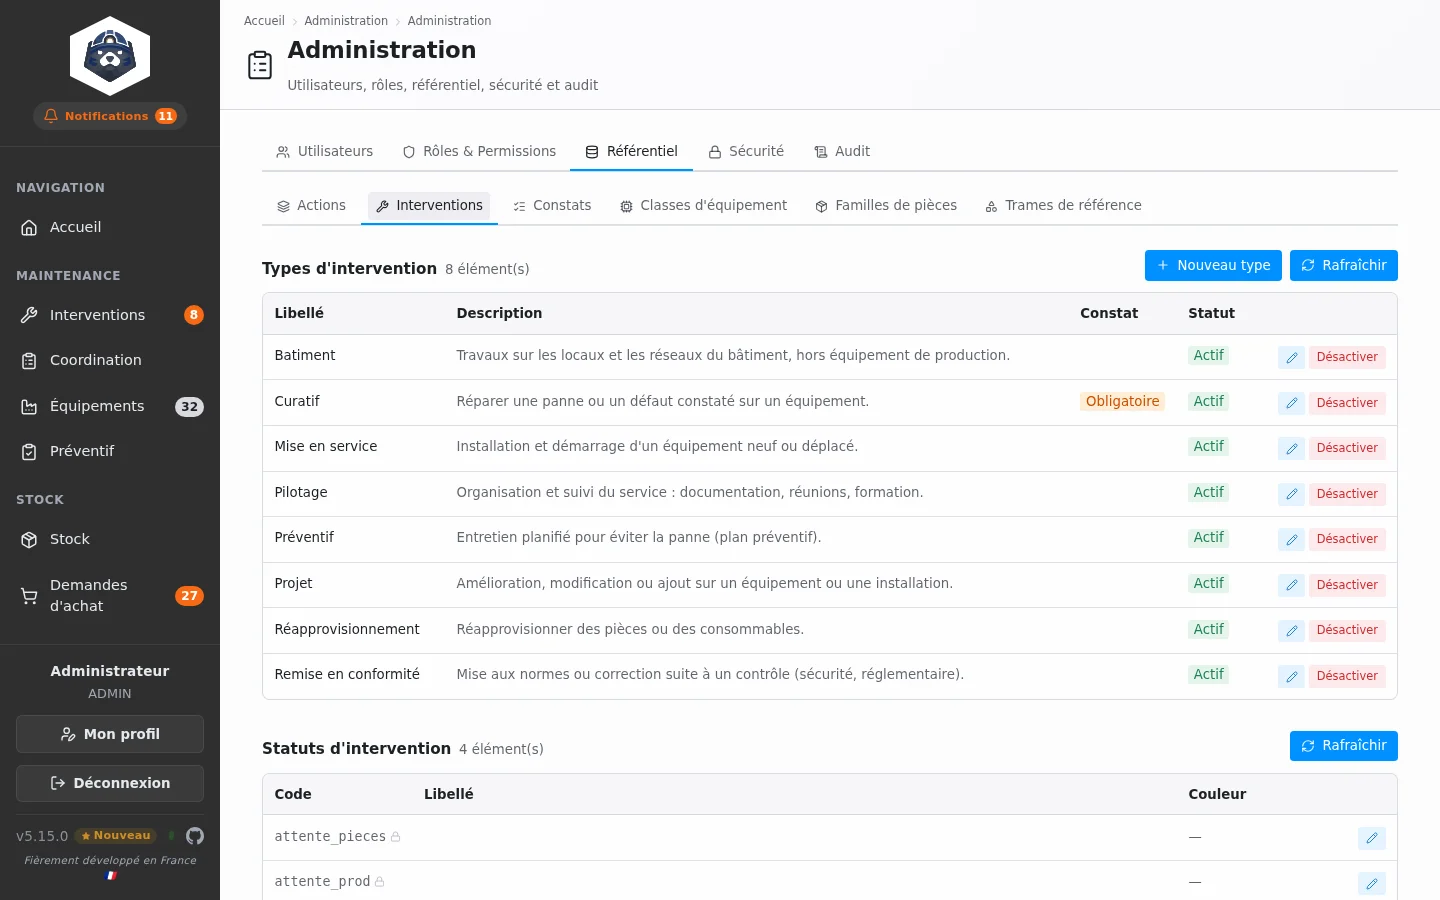 Accueil › Administration › Administration
Administration
Utilisateurs, rôles, référentiel, sécurité et audit
Notifications 11
NAVIGATION
Accueil
MAINTENANCE
Interventions 8
Coordination
Équipements 32
Préventif
STOCK
Stock
Demandes d'achat 27
Administrateur
ADMIN
Mon profil
Déconnexion
v5.15.0 Nouveau
Fièrement développé en France
Utilisateurs Rôles & Permissions Référentiel Sécurité Audit
Actions Interventions Constats Classes d'équipement Familles de pièces Trames de référence
Types d'intervention 8 élément(s) Nouveau type Rafraîchir
Libellé Description Constat Statut
Batiment Travaux sur les locaux et les réseaux du bâtiment, hors équipement de production. Actif Désactiver
Curatif Réparer une panne ou un défaut constaté sur un équipement. Obligatoire Actif Désactiver
Mise en service Installation et démarrage d'un équipement neuf ou déplacé. Actif Désactiver
Pilotage Organisation et suivi du service : documentation, réunions, formation. Actif Désactiver
Préventif Entretien planifié pour éviter la panne (plan préventif). Actif Désactiver
Projet Amélioration, modification ou ajout sur un équipement ou une installation. Actif Désactiver
Réapprovisionnement Réapprovisionner des pièces ou des consommables. Actif Désactiver
Remise en conformité Mise aux normes ou correction suite à un contrôle (sécurité, réglementaire). Actif Désactiver
Statuts d'intervention 4 élément(s) Rafraîchir
Code Libellé Couleur
attente_pieces —
attente_prod —